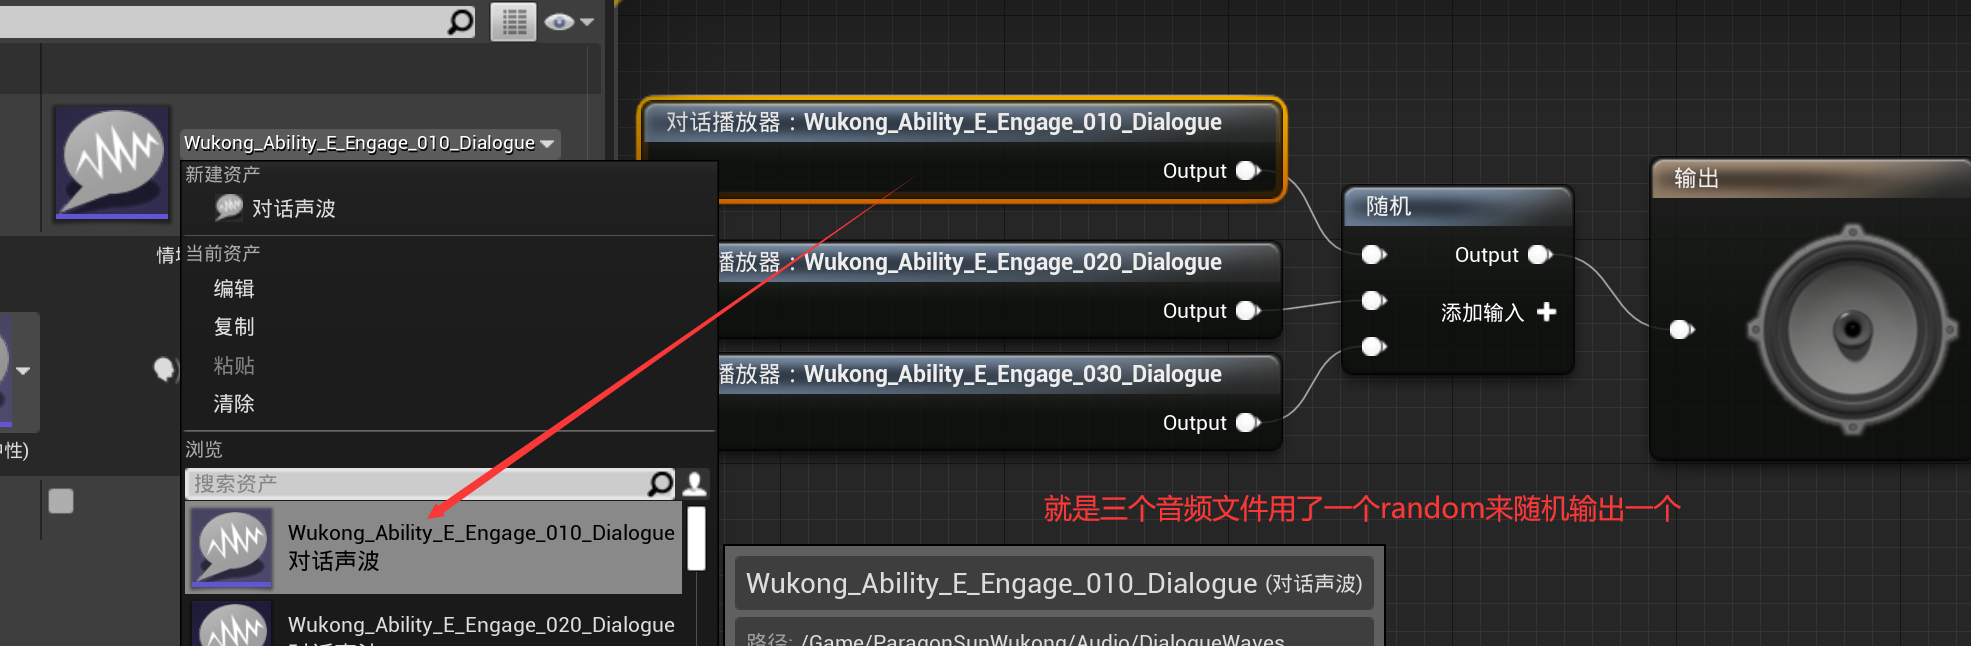 Wukong_Ability_E_Engage_010_Dialogue
新建资产
对话声波
当前资产
编辑
复制
粘贴
清除
浏览
搜索资产
Wukong_Ability_E_Engage_010_Dialogue
对话声波
Wukong_Ability_E_Engage_020_Dialogue
对话播放器：Wukong_Ability_E_Engage_010_Dialogue
Output
播放器：Wukong_Ability_E_Engage_020_Dialogue
Output
播放器：Wukong_Ability_E_Engage_030_Dialogue
Output
随机
Output
添加输入
输出
就是三个音频文件用了一个random来随机输出一个
Wukong_Ability_E_Engage_010_Dialogue (对话声波)
路径: /Game/ParagonSunWukong/Audio/DialogueWaves